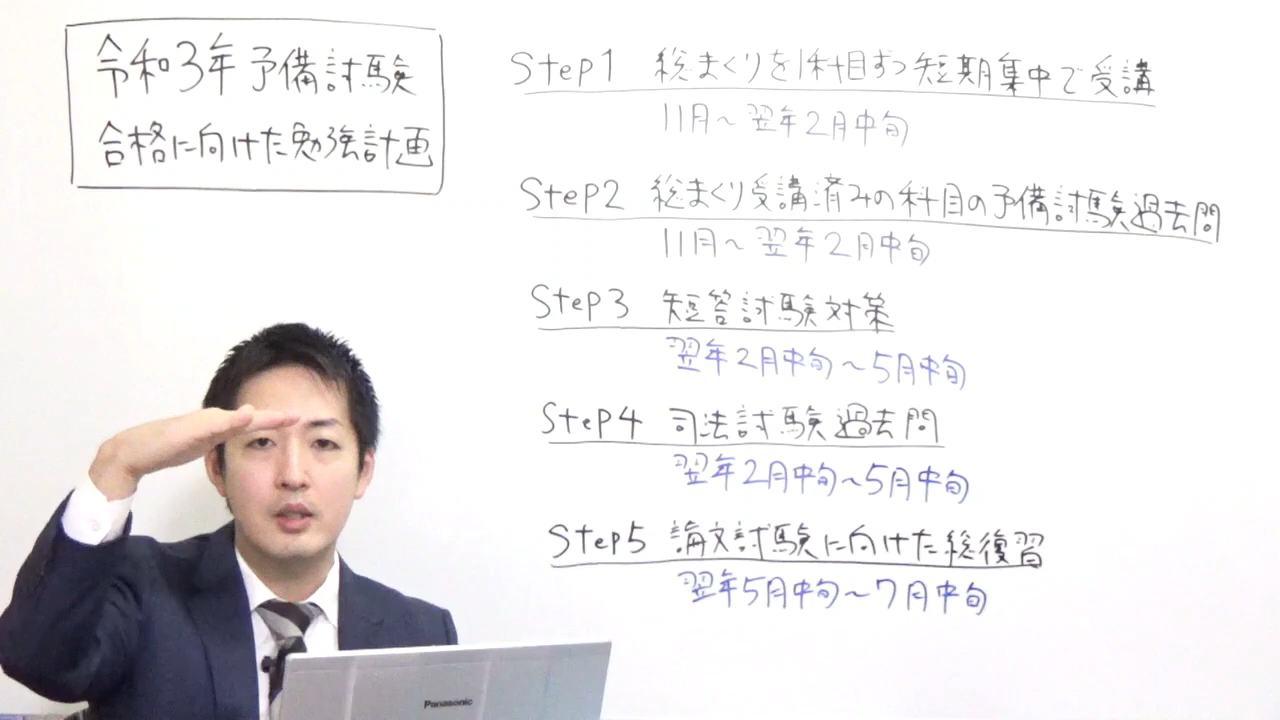 令和3年予備試験
合格に向けた勉強計画
Step1 総まくりを1科目ずつ短期集中で受講
11月～翌年2月中旬
Step2 総まくり受講済みの科目の予備試験過去問
11月～翌年2月中旬
Step3 短答試験対策
翌年2月中旬～5月中旬
Step4 司法試験過去問
翌年2月中旬～5月中旬
Step5 論文試験に向けた総復習
翌年5月中旬～7月中旬
Panasonic